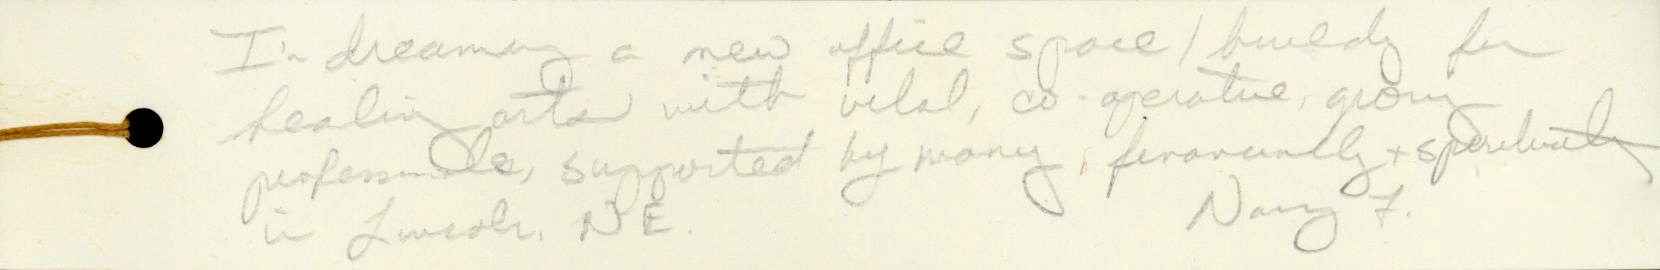 I'm dreaming a new office space / building for
healing arts with vital, co-operative, growing
professionals, supported by many, financially + spiritually
in Lincoln, NE.
Nancy F.